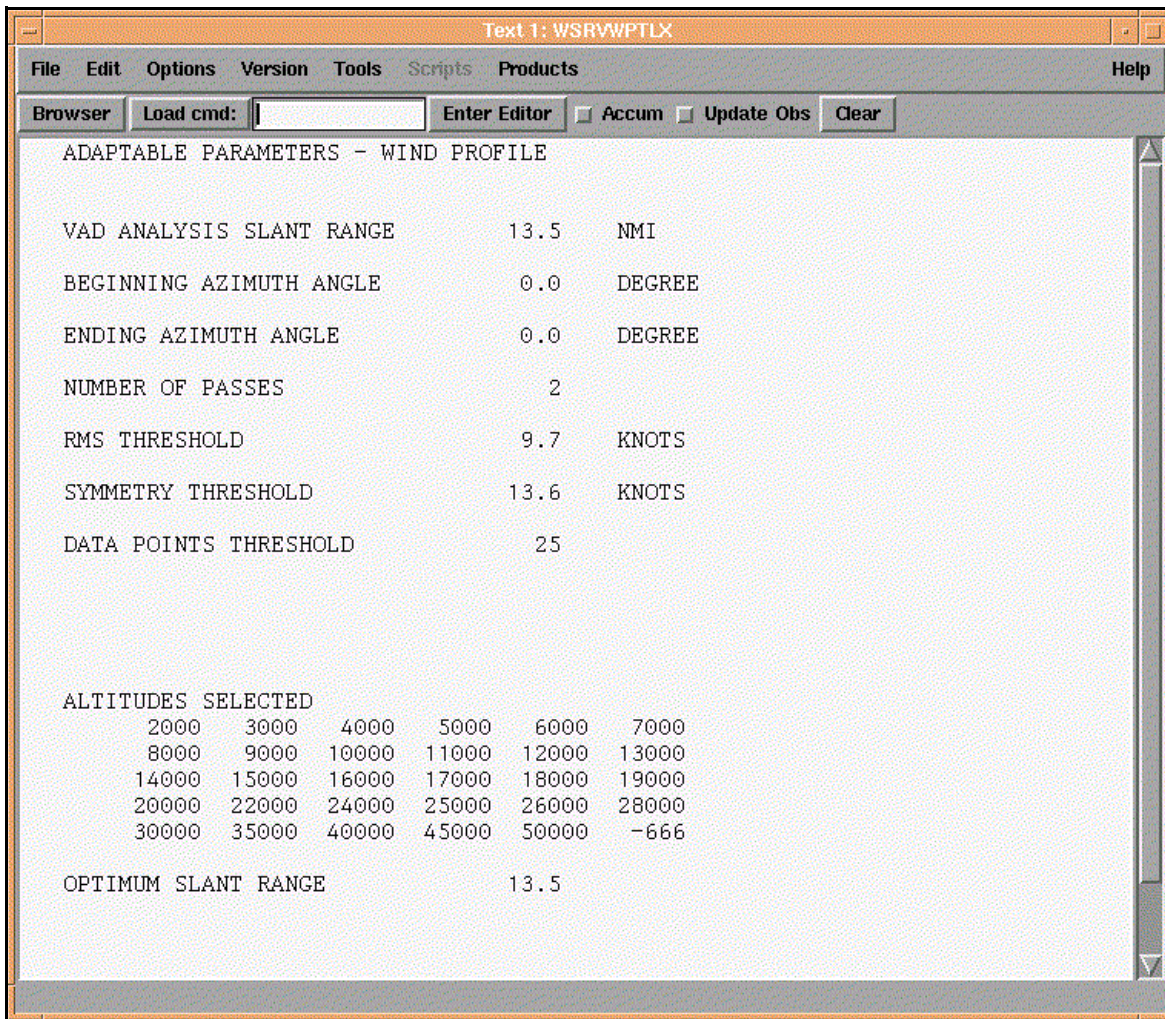 Text 1: WSRVWPTLX
File Edit Options Version Tools Scripts Products Help
Browser Load cmd: Enter Editor Accum Update Obs Clear
ADAPTABLE PARAMETERS - WIND PROFILE
VAD ANALYSIS SLANT RANGE 13.5 NMI
BEGINNING AZIMUTH ANGLE 0.0 DEGREE
ENDING AZIMUTH ANGLE 0.0 DEGREE
NUMBER OF PASSES 2
RMS THRESHOLD 9.7 KNOTS
SYMMETRY THRESHOLD 13.6 KNOTS
DATA POINTS THRESHOLD 25
ALTITUDES SELECTED
2000 3000 4000 5000 6000 7000
8000 9000 10000 11000 12000 13000
14000 15000 16000 17000 18000 19000
20000 22000 24000 25000 26000 28000
30000 35000 40000 45000 50000 -666
OPTIMUM SLANT RANGE 13.5